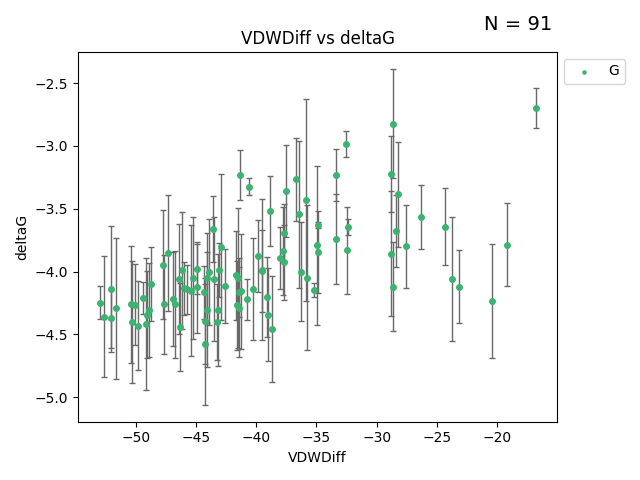 N = 91
VDWDiff vs deltaG
G
−2.5
−3.0
−3.5
−4.0
−4.5
−5.0
deltaG
−50 −45 −40 −35 −30 −25 −20
VDWDiff